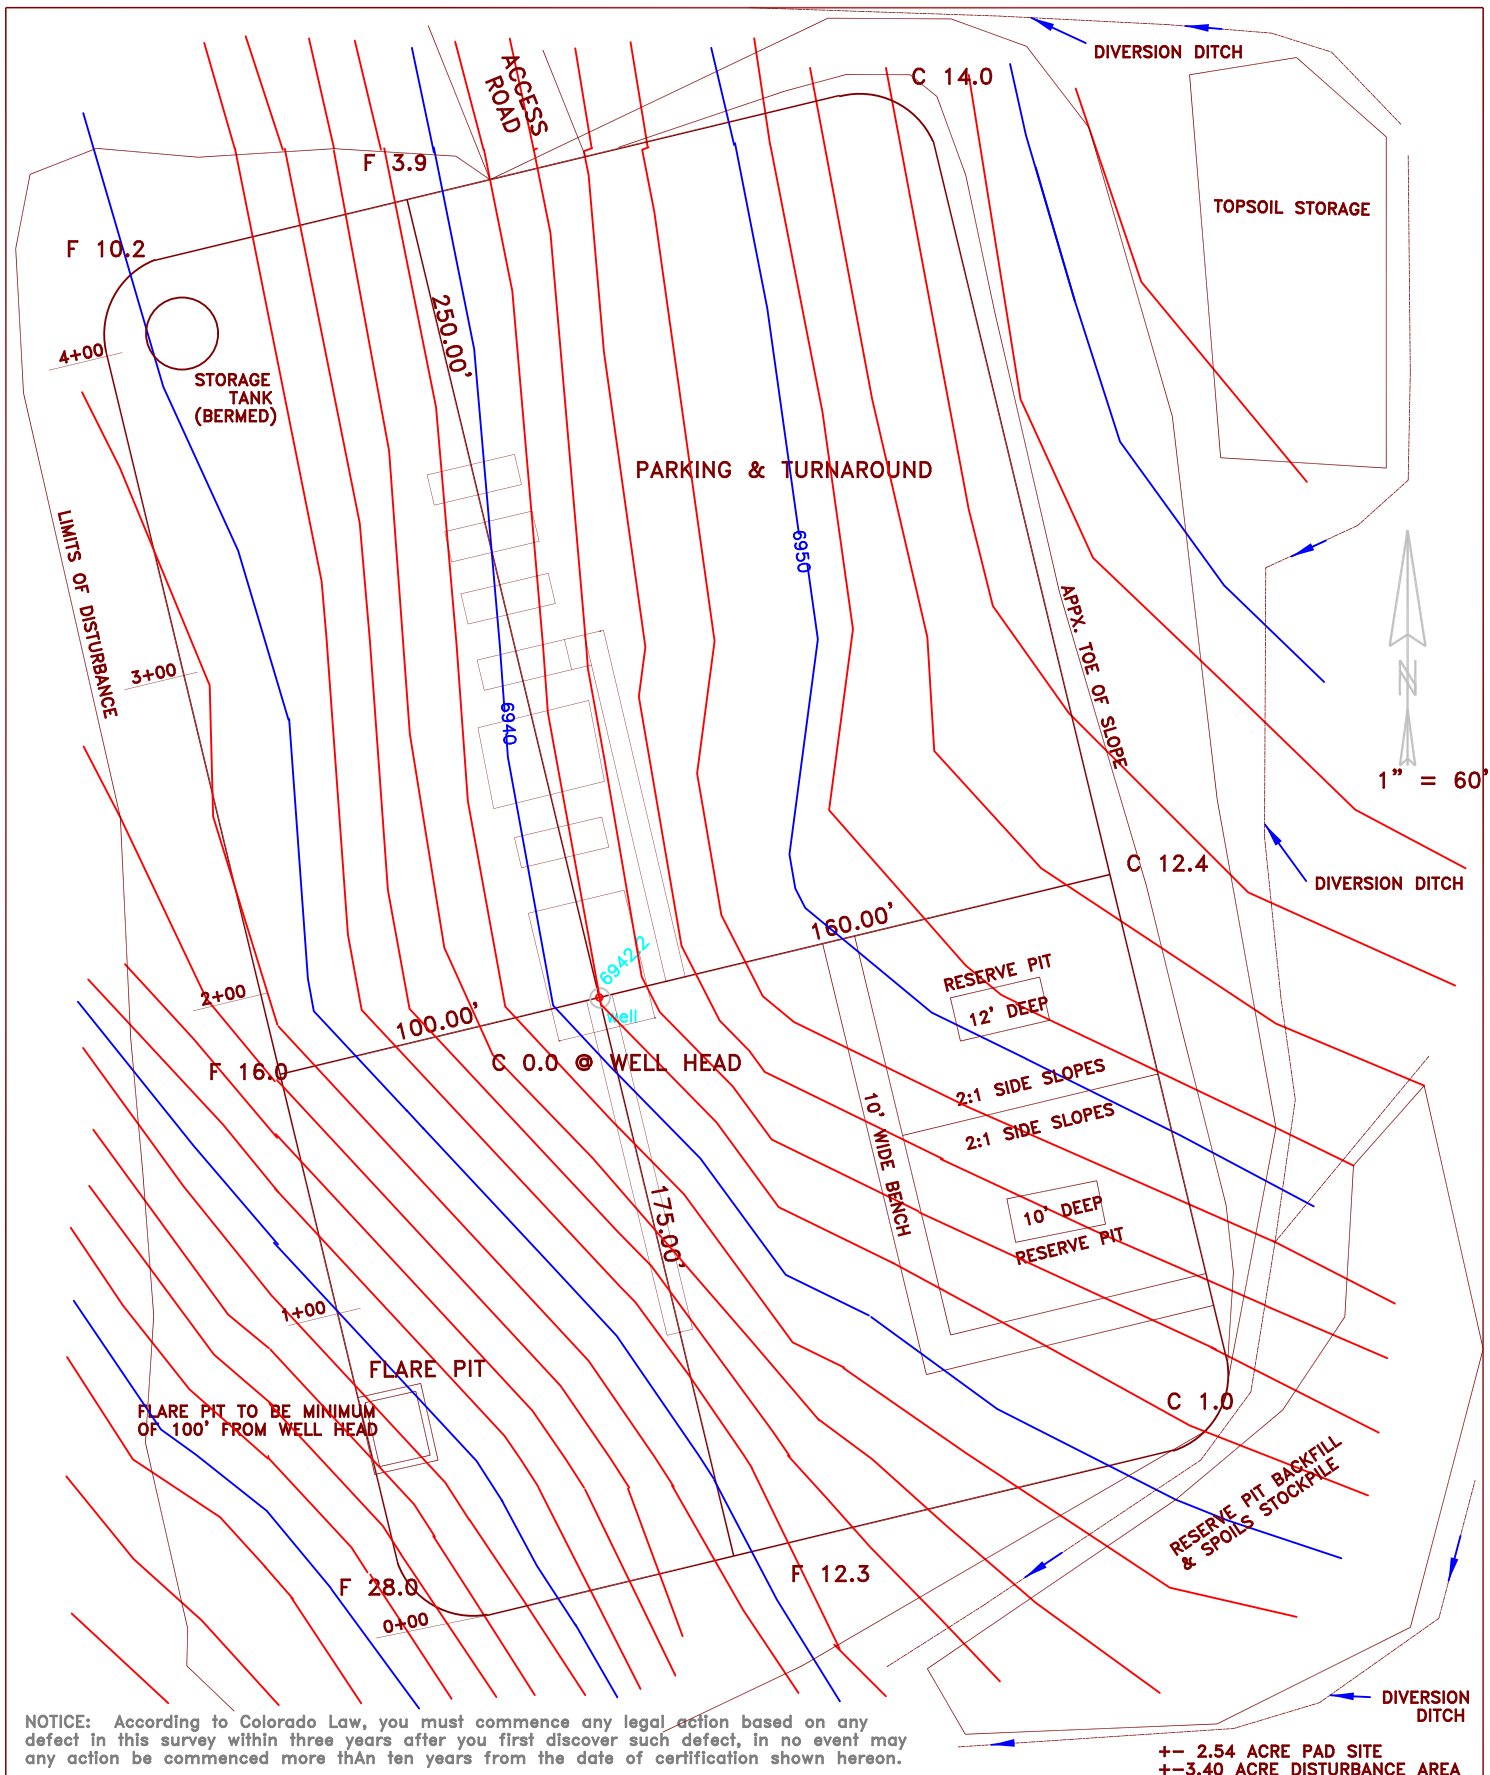 DIVERSION DITCH
ACCESS
ROAD
C 14.0
F 3.9
TOPSOIL STORAGE
F 10.2
250.00'
4+00
STORAGE
TANK
(BERMED)
PARKING & TURNAROUND
LIMITS OF DISTURBANCE
6950
APPX. TOE OF SLOPE
3+00
6940
N
1" = 60'
C 12.4
DIVERSION DITCH
160.00'
6942.2
well
RESERVE PIT
12' DEEP
2+00
100.00'
F 16.0
C 0.0 @ WELL HEAD
2:1 SIDE SLOPES
2:1 SIDE SLOPES
10' WIDE BENCH
175.00'
10' DEEP
RESERVE PIT
1+00
FLARE PIT
FLARE PIT TO BE MINIMUM
OF 100' FROM WELL HEAD
C 1.0
RESERVE PIT BACKFILL
& SPOILS STOCKPILE
F 28.0
F 12.3
0+00
DIVERSION
DITCH
NOTICE: According to Colorado Law, you must commence any legal action based on any
defect in this survey within three years after you first discover such defect, in no event may
any action be commenced more thAn ten years from the date of certification shown hereon.
+- 2.54 ACRE PAD SITE
+-3.40 ACRE DISTURBANCE AREA